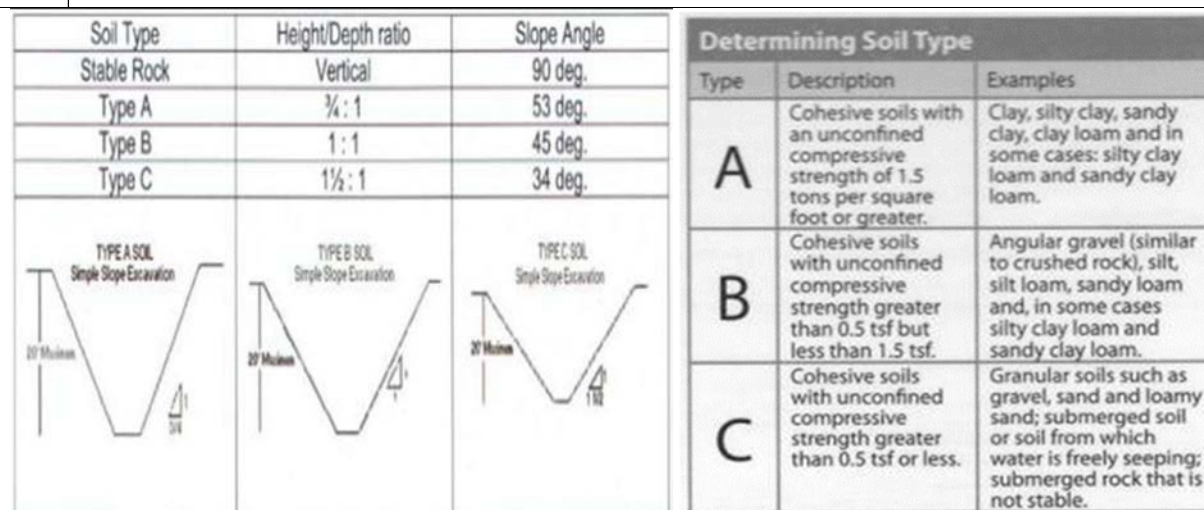 Soil Type Height/Depth ratio Slope Angle
Stable Rock Vertical 90 deg.
Type A ¾ : 1 53 deg.
Type B 1 : 1 45 deg.
Type C 1½ : 1 34 deg.
TYPE A SOIL
Simple Slope Excavation
20'
1
3/4
TYPE B SOIL
Simple Slope Excavation
20'
1
1
TYPE C SOIL
Simple Slope Excavation
20'
1
1 1/2
Determining Soil Type
Type Description Examples
A
Cohesive soils with
an unconfined
compressive
strength of 1.5
tons per square
foot or greater.
Clay, silty clay, sandy
clay, clay loam and in
some cases: silty clay
loam and sandy clay
loam.
B
Cohesive soils
with unconfined
compressive
strength greater
than 0.5 tsf but
less than 1.5 tsf.
Angular gravel (similar
to crushed rock), silt,
silt loam, sandy loam
and, in some cases
silty clay loam and
sandy clay loam.
C
Cohesive soils
with unconfined
compressive
strength greater
than 0.5 tsf or less.
Granular soils such as
gravel, sand and loamy
sand; submerged soil
or soil from which
water is freely seeping;
submerged rock that is
not stable.